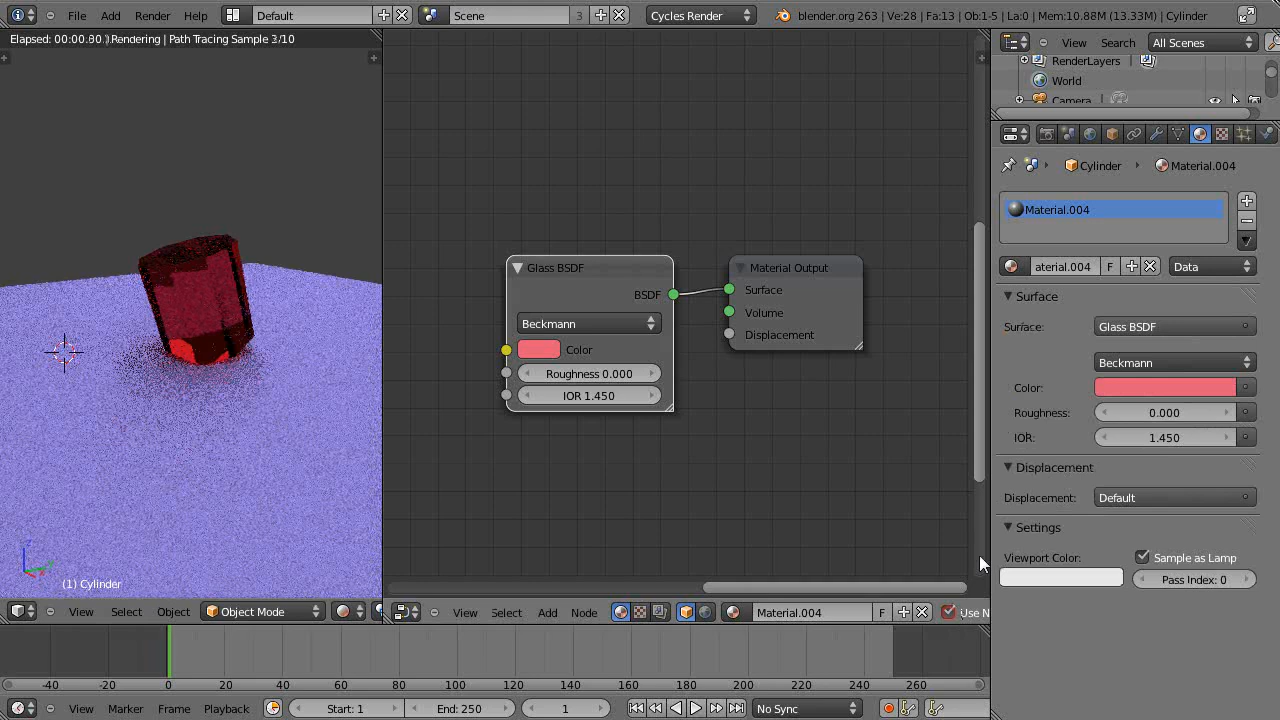 File Add Render Help Default Scene 3 Cycles Render blender.org 263 | Ve:28 | Fa:13 | Ob:1-5 | La:0 | Mem:10.88M (13.33M) | Cylinder
Elapsed: 00:00.80 | Rendering | Path Tracing Sample 3/10
View Search All Scenes
RenderLayers
World
Camera
Cylinder Material.004
Material.004
aterial.004 F Data
Surface
Surface: Glass BSDF
Beckmann
Color:
Roughness: 0.000
IOR: 1.450
Displacement
Displacement: Default
Settings
Viewport Color: Sample as Lamp
Pass Index: 0
Glass BSDF
BSDF
Beckmann
Color
Roughness 0.000
IOR 1.450
Material Output
Surface
Volume
Displacement
(1) Cylinder
View Select Object Object Mode
View Select Add Node Material.004 F Use N
-40 -20 0 20 40 60 80 100 120 140 160 180 200 220 240 260
View Marker Frame Playback Start: 1 End: 250 1 No Sync